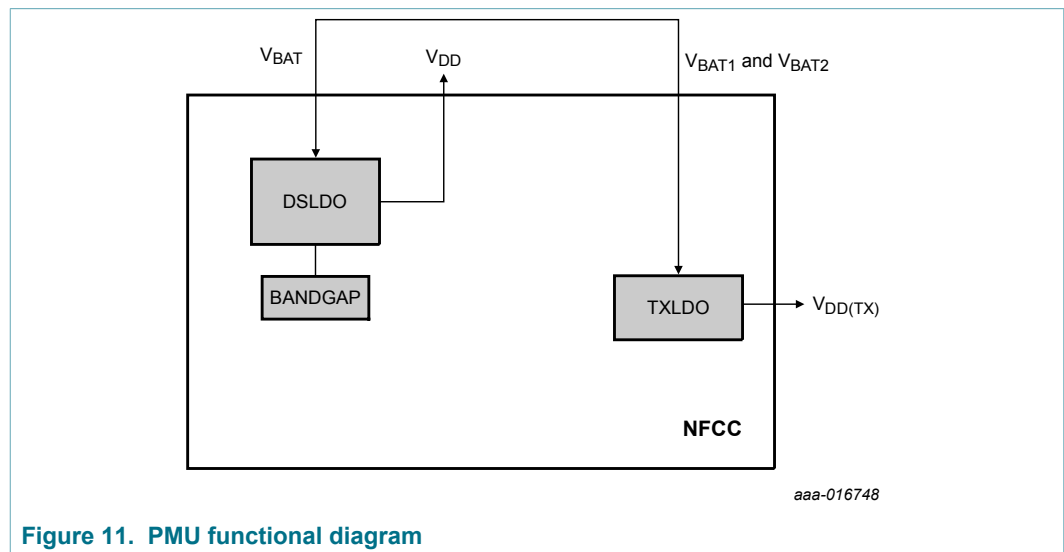 VBAT
VDD
VBAT1 and VBAT2
DSLDO
BANDGAP
TXLDO
VDD(TX)
NFCC
aaa-016748
Figure 11. PMU functional diagram